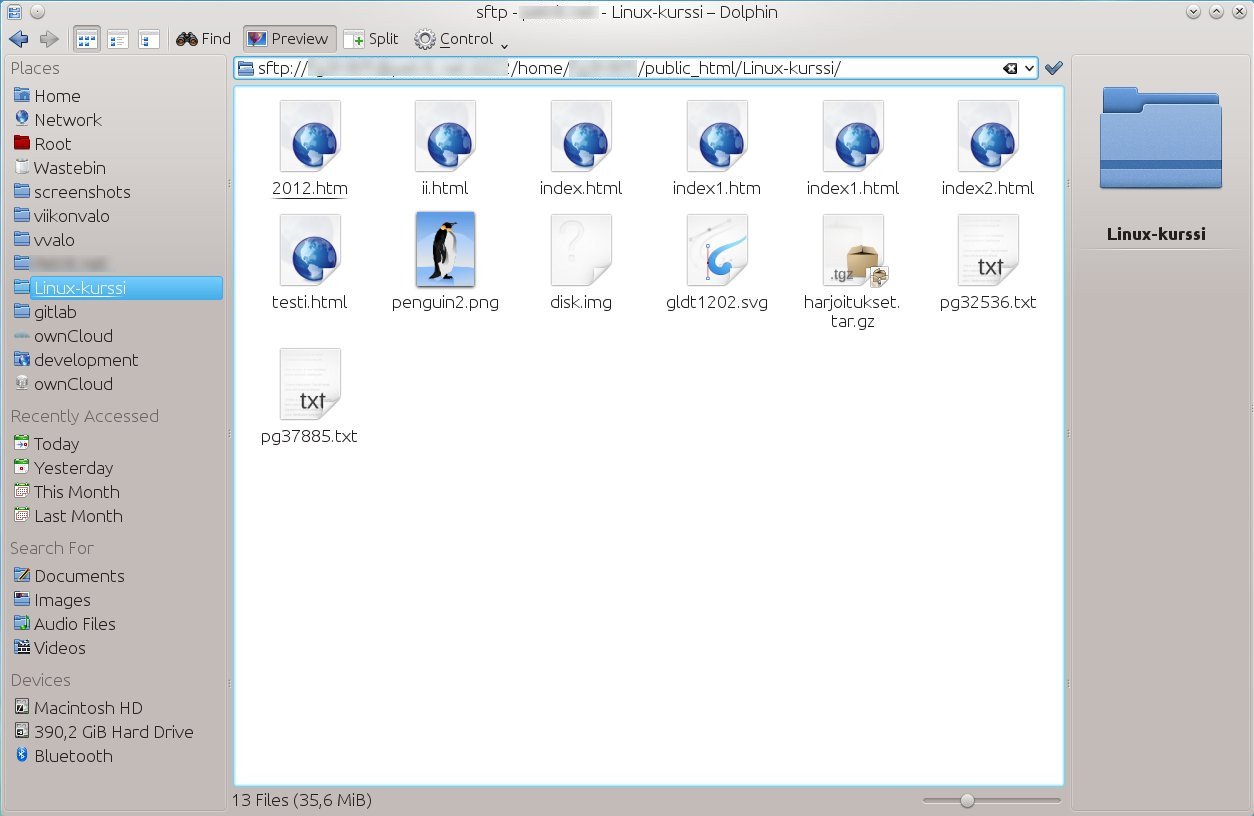 sftp - - Linux-kurssi – Dolphin
Find Preview Split Control
Places
sftp:// /home/ /public_html/Linux-kurssi/
Home
Network
Root
Wastebin
screenshots
viikonvalo
vvalo
Linux-kurssi
gitlab
ownCloud
development
ownCloud
Recently Accessed
Today
Yesterday
This Month
Last Month
Search For
Documents
Images
Audio Files
Videos
Devices
Macintosh HD
390,2 GiB Hard Drive
Bluetooth
2012.htm ii.html index.html index1.htm index1.html index2.html
?
.tgz
txt
testi.html penguin2.png disk.img gldt1202.svg harjoitukset. pg32536.txt
tar.gz
txt
pg37885.txt
13 Files (35,6 MiB)
Linux-kurssi